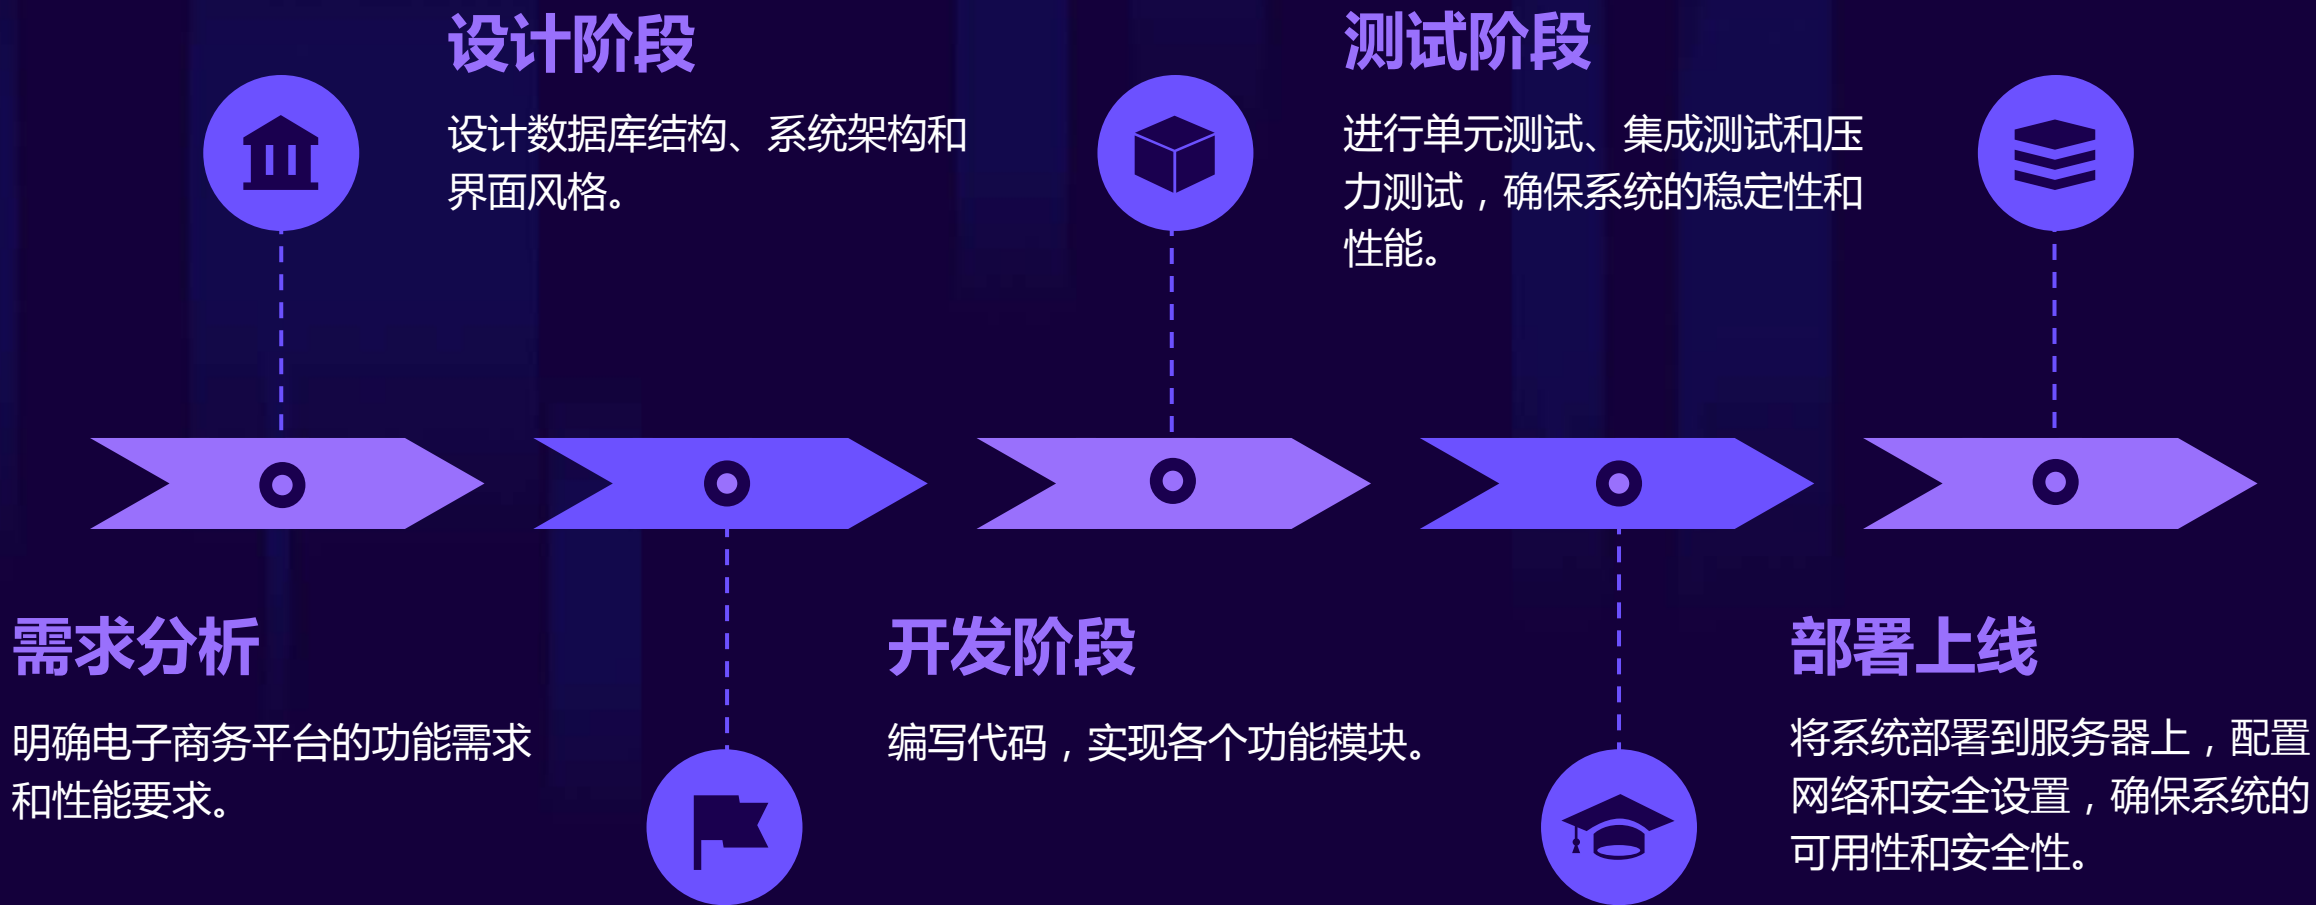 设计阶段
设计数据库结构、系统架构和
界面风格。
测试阶段
进行单元测试、集成测试和压
力测试，确保系统的稳定性和
性能。
需求分析
明确电子商务平台的功能需求
和性能要求。
开发阶段
编写代码，实现各个功能模块。
部署上线
将系统部署到服务器上，配置
网络和安全设置，确保系统的
可用性和安全性。